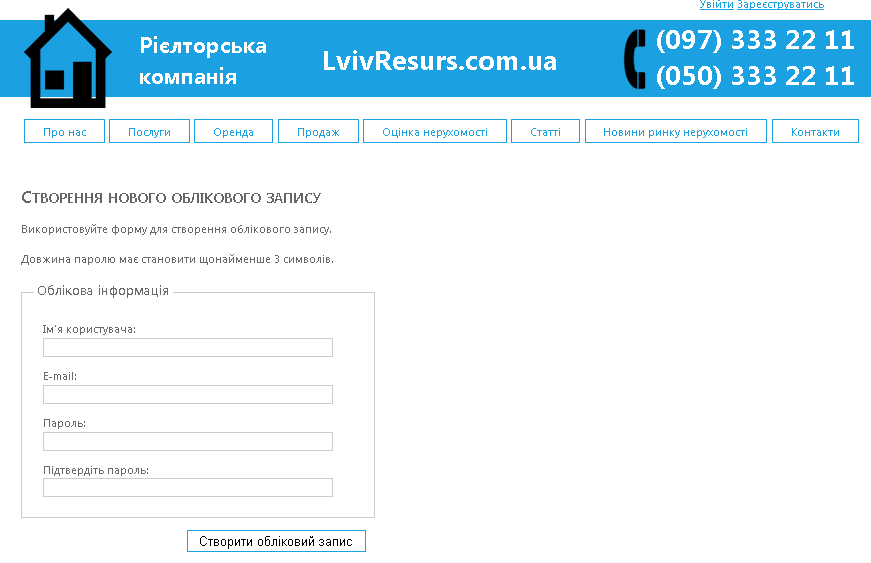 Увійти Зареєструватись
Рієлторська
компанія
LvivResurs.com.ua
(097) 333 22 11
(050) 333 22 11
Про нас Послуги Оренда Продаж Оцінка нерухомості Статті Новини ринку нерухомості Контакти
Створення нового облікового запису
Використовуйте форму для створення облікового запису.
Довжина паролю має становити щонайменше 3 символів.
Облікова інформація
Ім'я користувача:
E-mail:
Пароль:
Підтвердіть пароль:
Створити обліковий запис